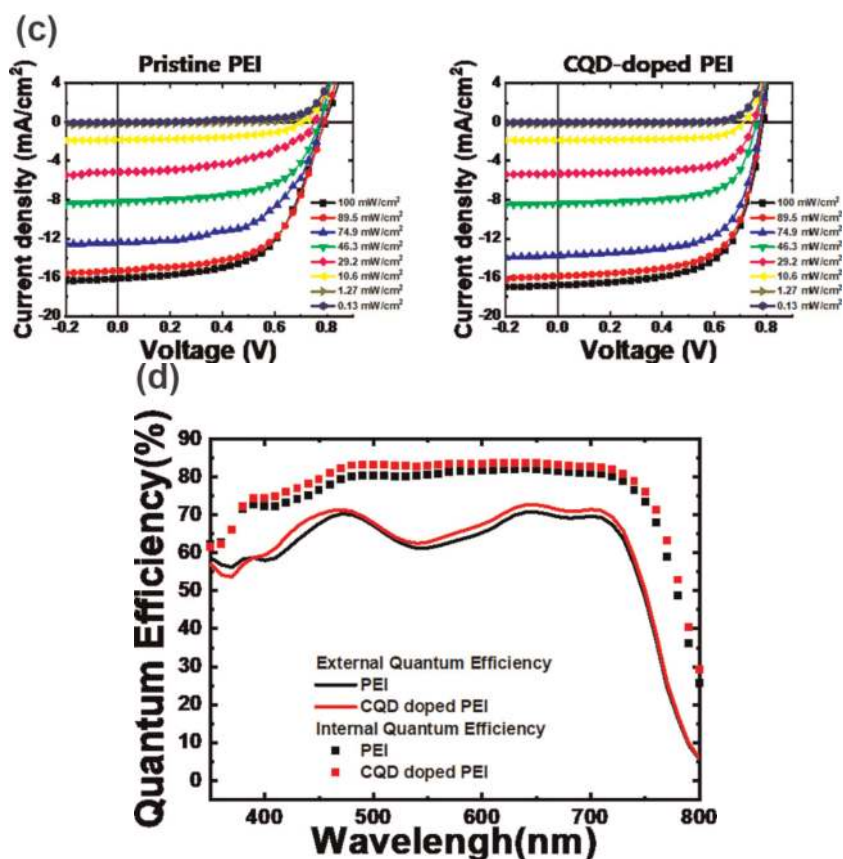 (c)
Pristine PEI
Current density (mA/cm²)
4
0
-4
-8
-12
-16
-20
-0.2 0.0 0.2 0.4 0.6 0.8
Voltage (V)
100 mW/cm²
89.5 mW/cm²
74.9 mW/cm²
46.3 mW/cm²
29.2 mW/cm²
10.6 mW/cm²
1.27 mW/cm²
0.13 mW/cm²
CQD-doped PEI
Current density (mA/cm²)
4
0
-4
-8
-12
-16
-20
-0.2 0.0 0.2 0.4 0.6 0.8
Voltage (V)
100 mW/cm²
89.5 mW/cm²
74.9 mW/cm²
46.3 mW/cm²
29.2 mW/cm²
10.6 mW/cm²
1.27 mW/cm²
0.13 mW/cm²
(d)
Quantum Efficiency(%)
90
80
70
60
50
40
30
20
10
0
External Quantum Efficiency
PEI
CQD doped PEI
Internal Quantum Efficiency
PEI
CQD doped PEI
400 500 600 700 800
Wavelengh(nm)